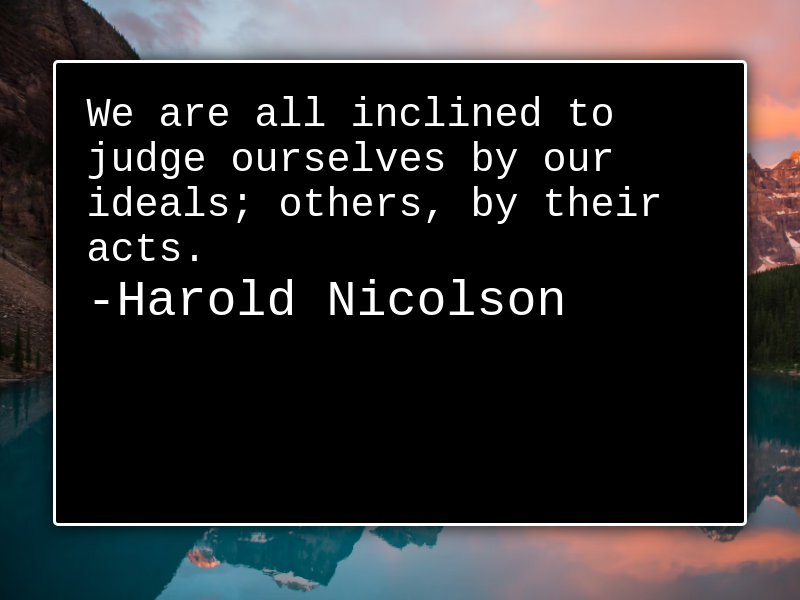 We are all inclined to
judge ourselves by our
ideals; others, by their
acts.
-Harold Nicolson